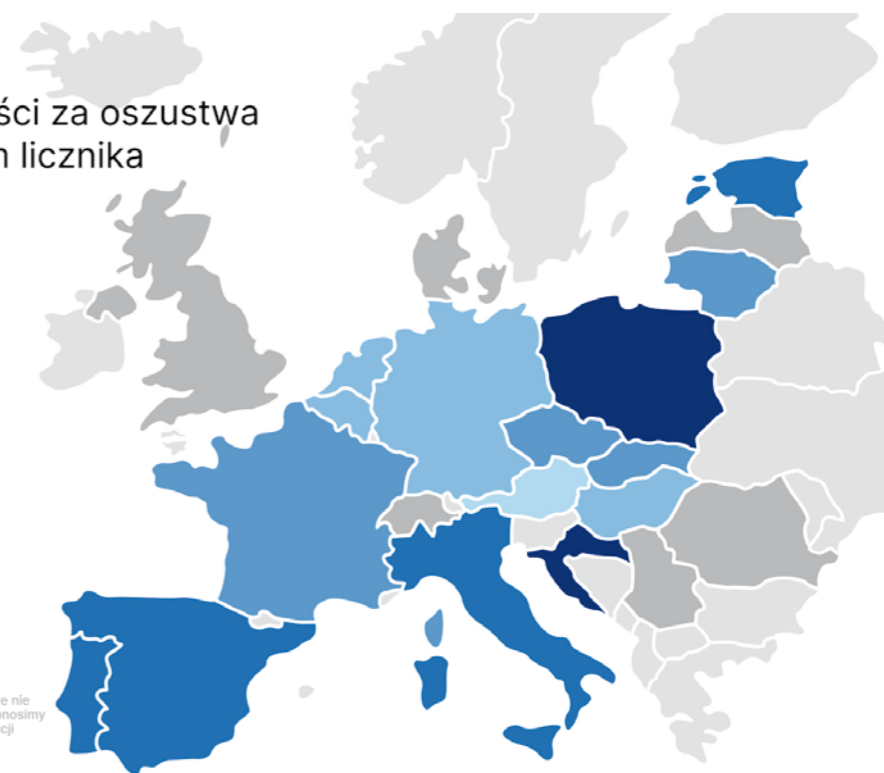 ści za oszustwa
licznika
e nie
onosimy
cji